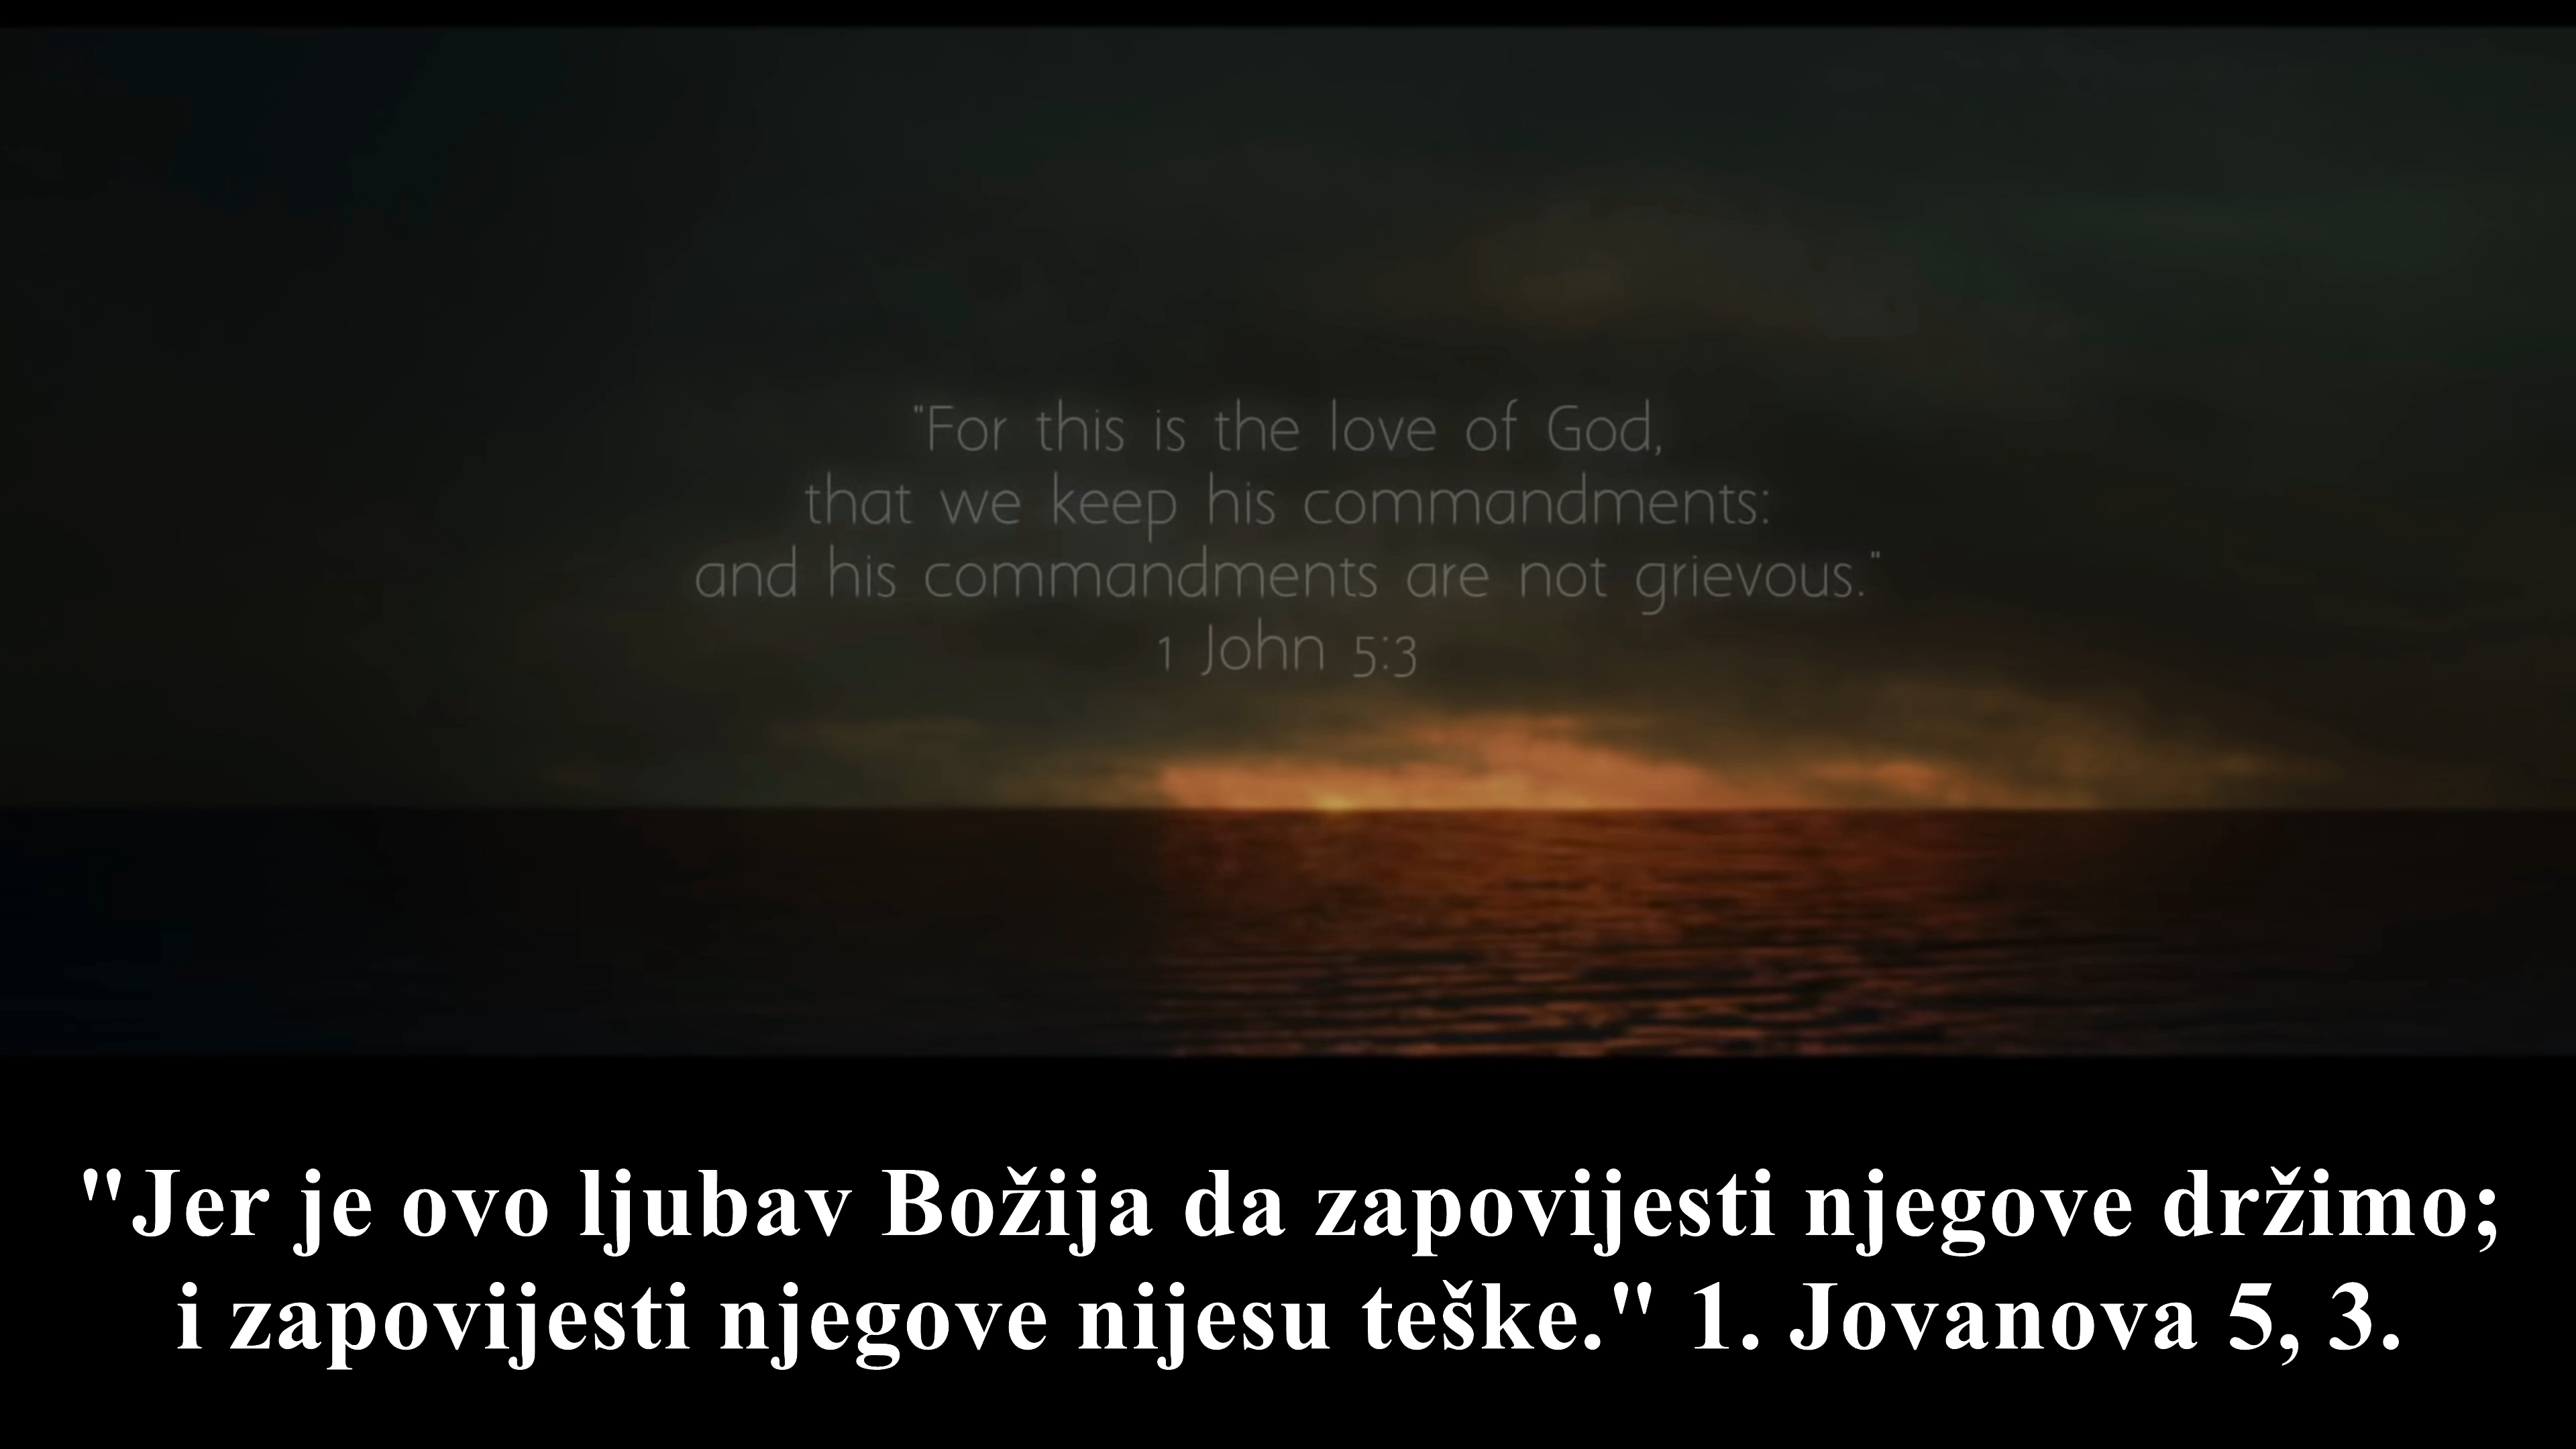 "For this is the love of God,
that we keep his commandments:
and his commandments are not grievous."
1 John 5:3
"Jer je ovo ljubav Božija da zapovijesti njegove držimo;
i zapovijesti njegove nijesu teške." 1. Jovanova 5, 3.